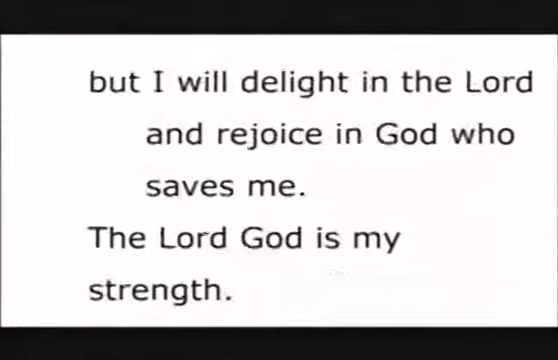 but I will delight in the Lord
and rejoice in God who
saves me.
The Lord God is my
strength.